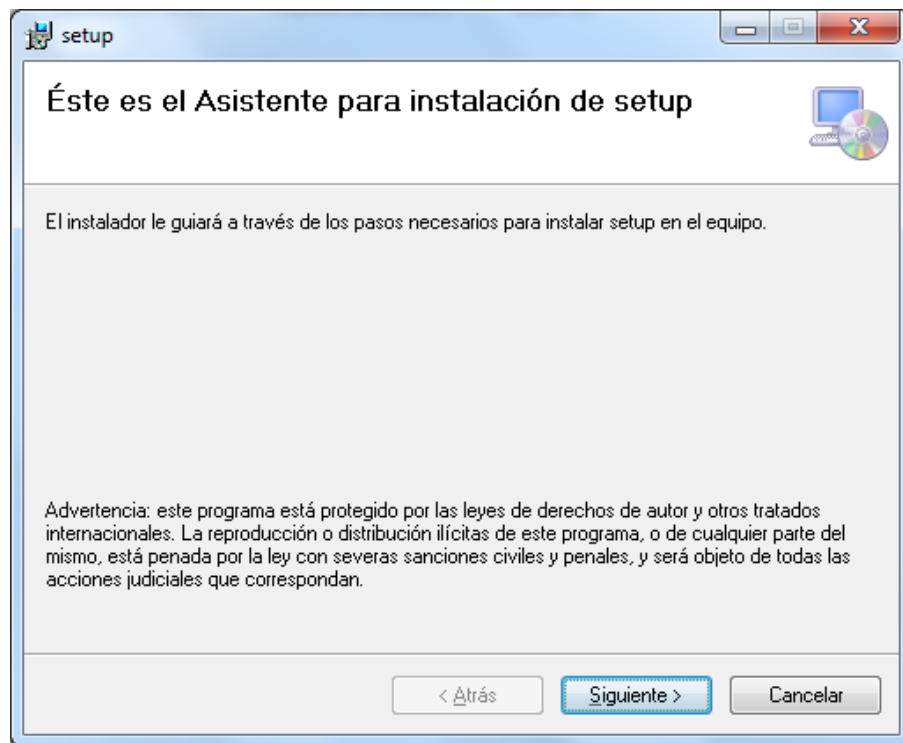 setup
Éste es el Asistente para instalación de setup
El instalador le guiará a través de los pasos necesarios para instalar setup en el equipo.
Advertencia: este programa está protegido por las leyes de derechos de autor y otros tratados
internacionales. La reproducción o distribución ilícitas de este programa, o de cualquier parte del
mismo, está penada por la ley con severas sanciones civiles y penales, y será objeto de todas las
acciones judiciales que correspondan.
< Atrás Siguiente > Cancelar